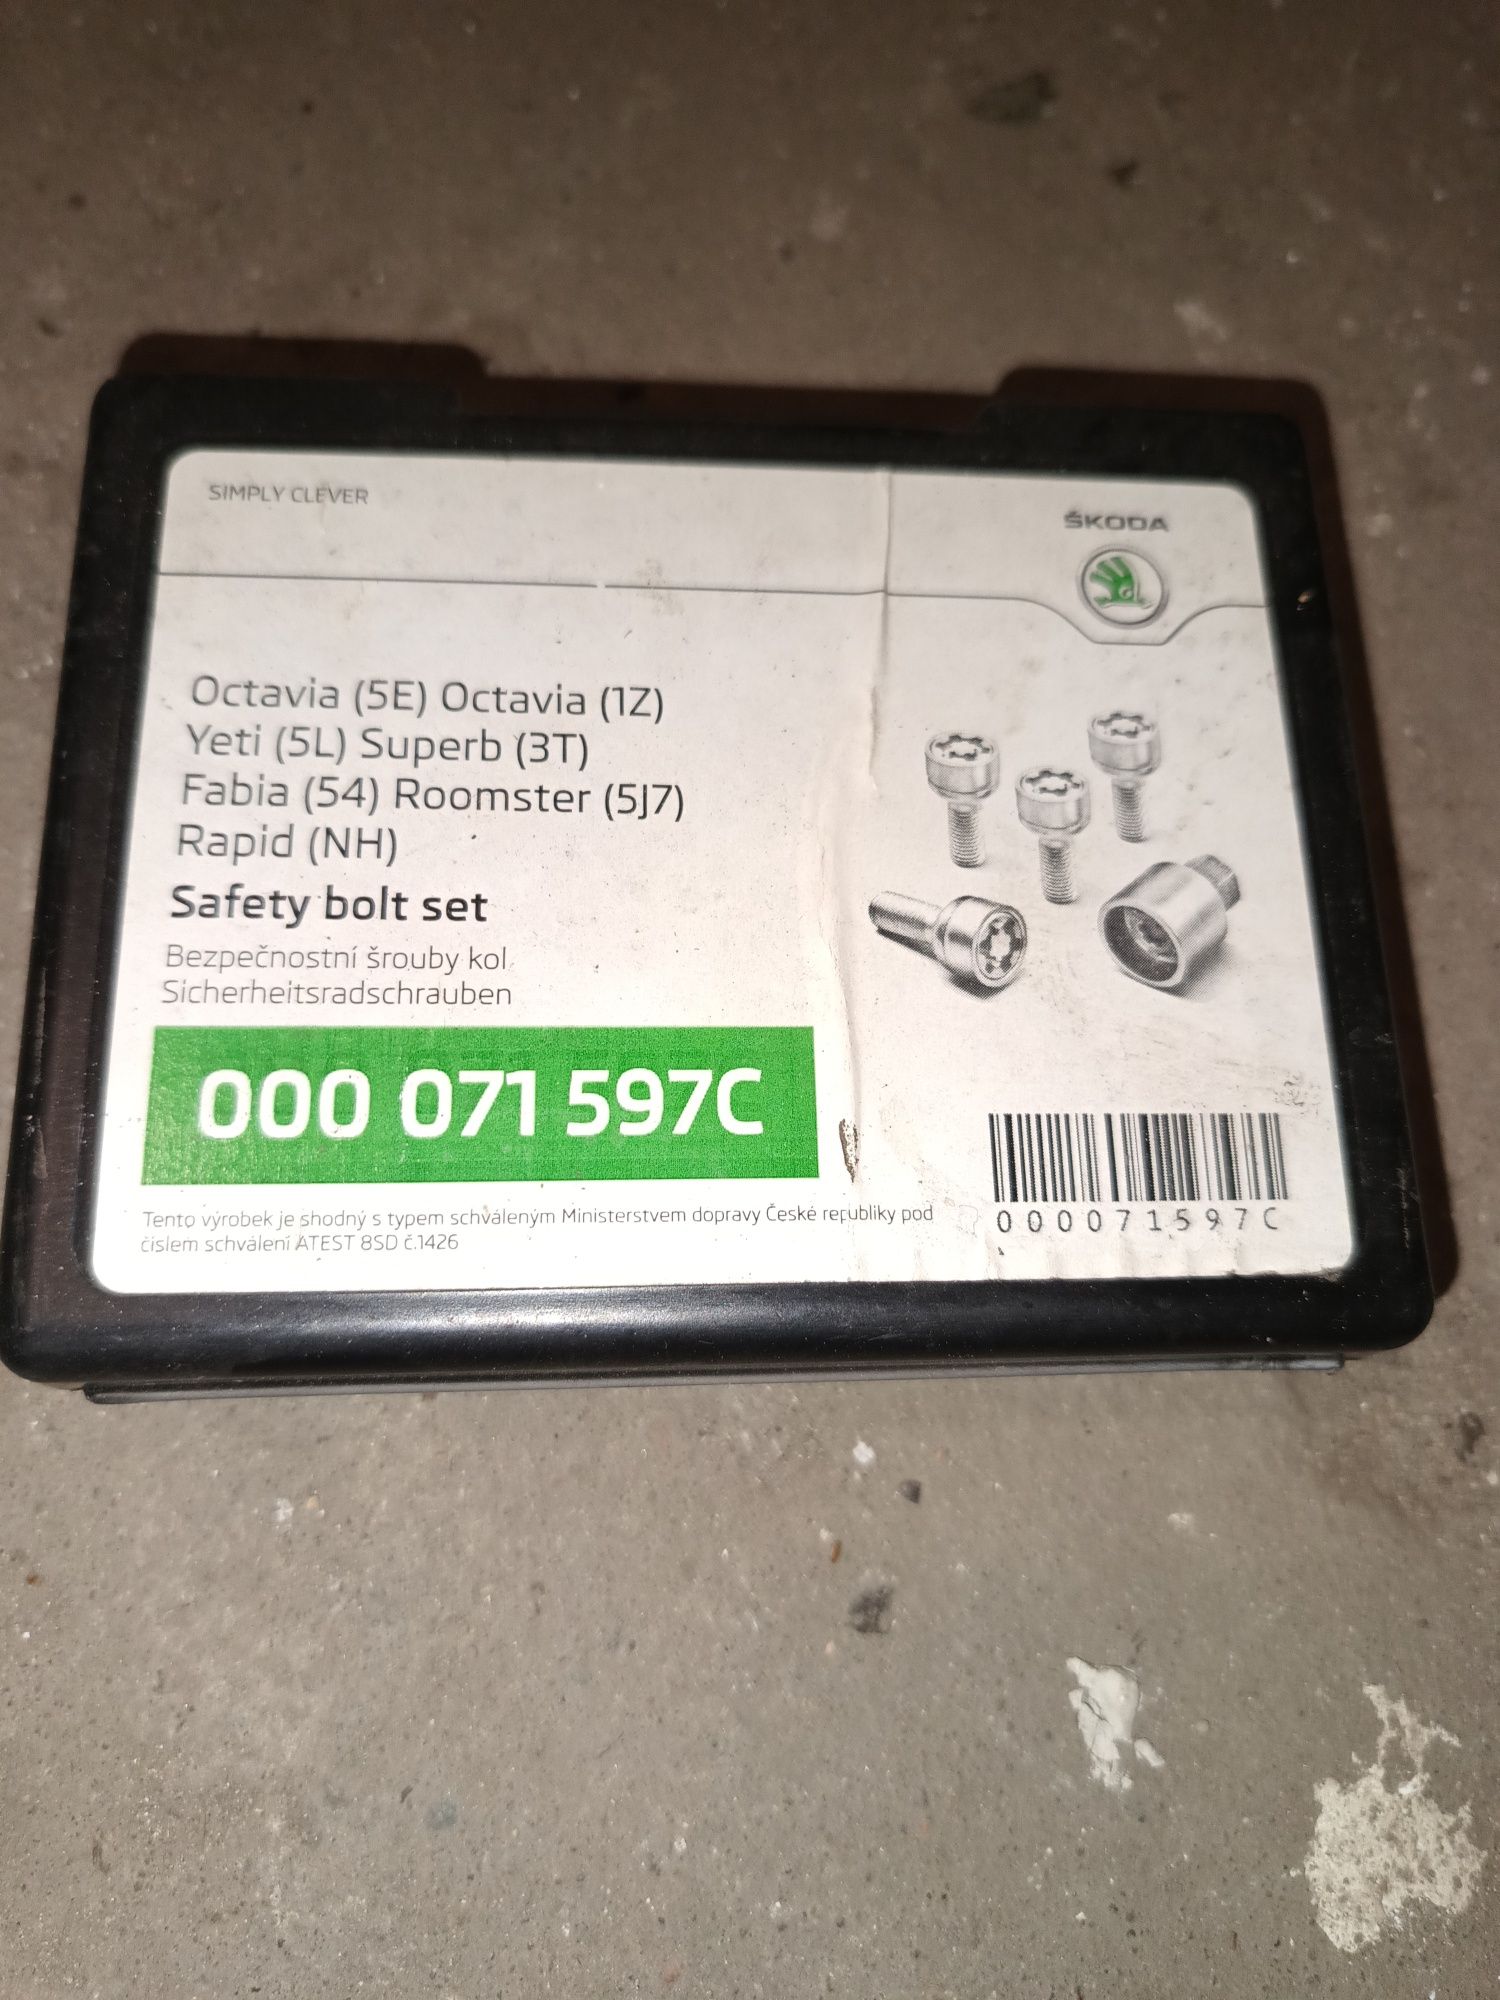 SIMPLY CLEVER
ŠKODA
Octavia (5E) Octavia (1Z)
Yeti (5L) Superb (3T)
Fabia (54) Roomster (5J7)
Rapid (NH)
Safety bolt set
Bezpečnostní šrouby kol
Sicherheitsradschrauben
000 071 597C
Tento výrobek je shodný s typem schváleným Ministerstvem dopravy České republiky pod
číslem schválení ATEST 8SD č.1426
000071597C